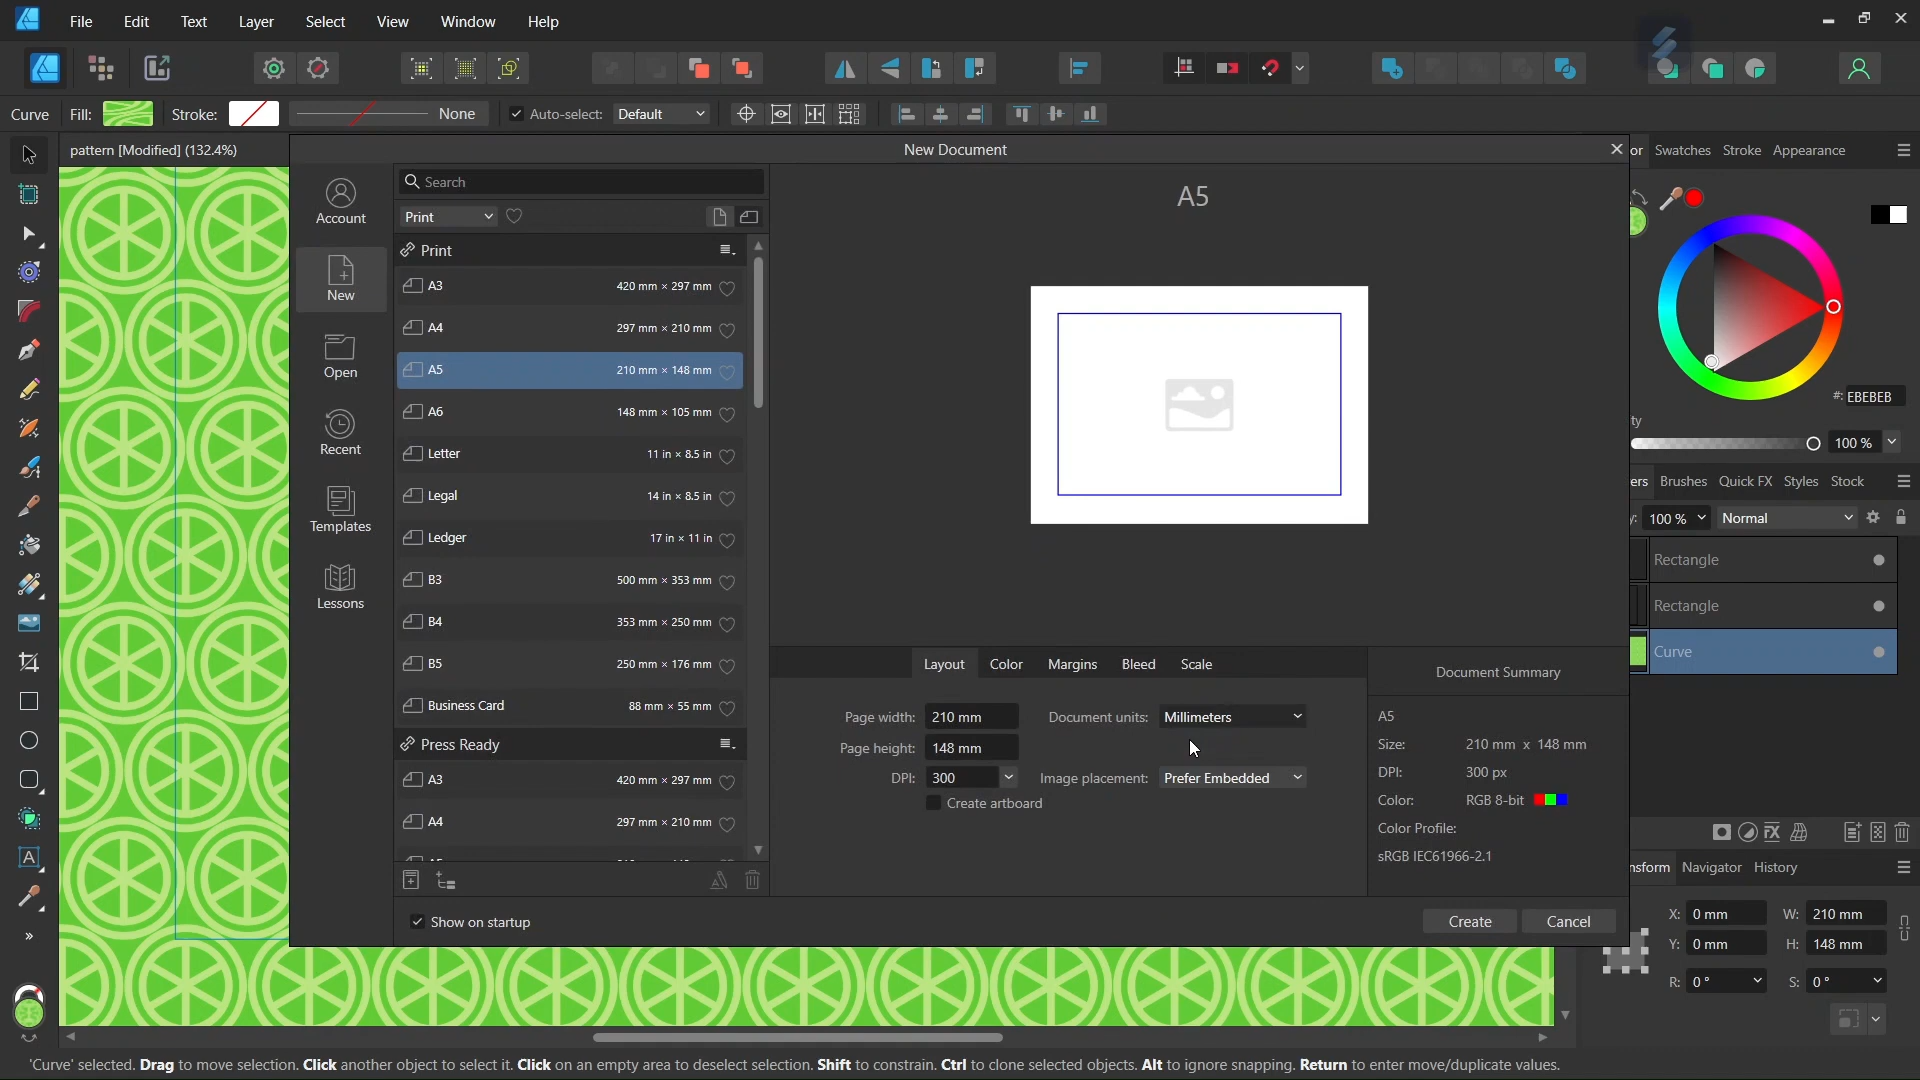 File Edit Text Layer Select View Window Help
Curve Fill: Stroke: None Auto-select: Default
pattern [Modified] (132.4%)
New Document
Swatches Stroke Appearance
Account
New
Open
Recent
Templates
Lessons
Search
Print
Print
A3 420 mm × 297 mm
A4 297 mm × 210 mm
A5 210 mm × 148 mm
A6 148 mm × 105 mm
Letter 11 in × 8.5 in
Legal 14 in × 8.5 in
Ledger 17 in × 11 in
B3 500 mm × 353 mm
B4 353 mm × 250 mm
B5 250 mm × 176 mm
Business Card 88 mm × 55 mm
Press Ready
A3 420 mm × 297 mm
A4 297 mm × 210 mm
Show on startup
A5
Layout Color Margins Bleed Scale
Page width: 210 mm Document units: Millimeters
Page height: 148 mm
DPI: 300 Image placement: Prefer Embedded
Create artboard
Document Summary
A5
Size: 210 mm x 148 mm
DPI: 300 px
Color: RGB 8-bit
Color Profile:
sRGB IEC61966-2.1
Create Cancel
#: EBEBEB
ty
100 %
ers Brushes Quick FX Styles Stock
y: 100 % Normal
Rectangle
Rectangle
Curve
nsform Navigator History
X: 0 mm W: 210 mm
Y: 0 mm H: 148 mm
R: 0 ° S: 0 °
'Curve' selected. Drag to move selection. Click another object to select it. Click on an empty area to deselect selection. Shift to constrain. Ctrl to clone selected objects. Alt to ignore snapping. Return to enter move/duplicate values.